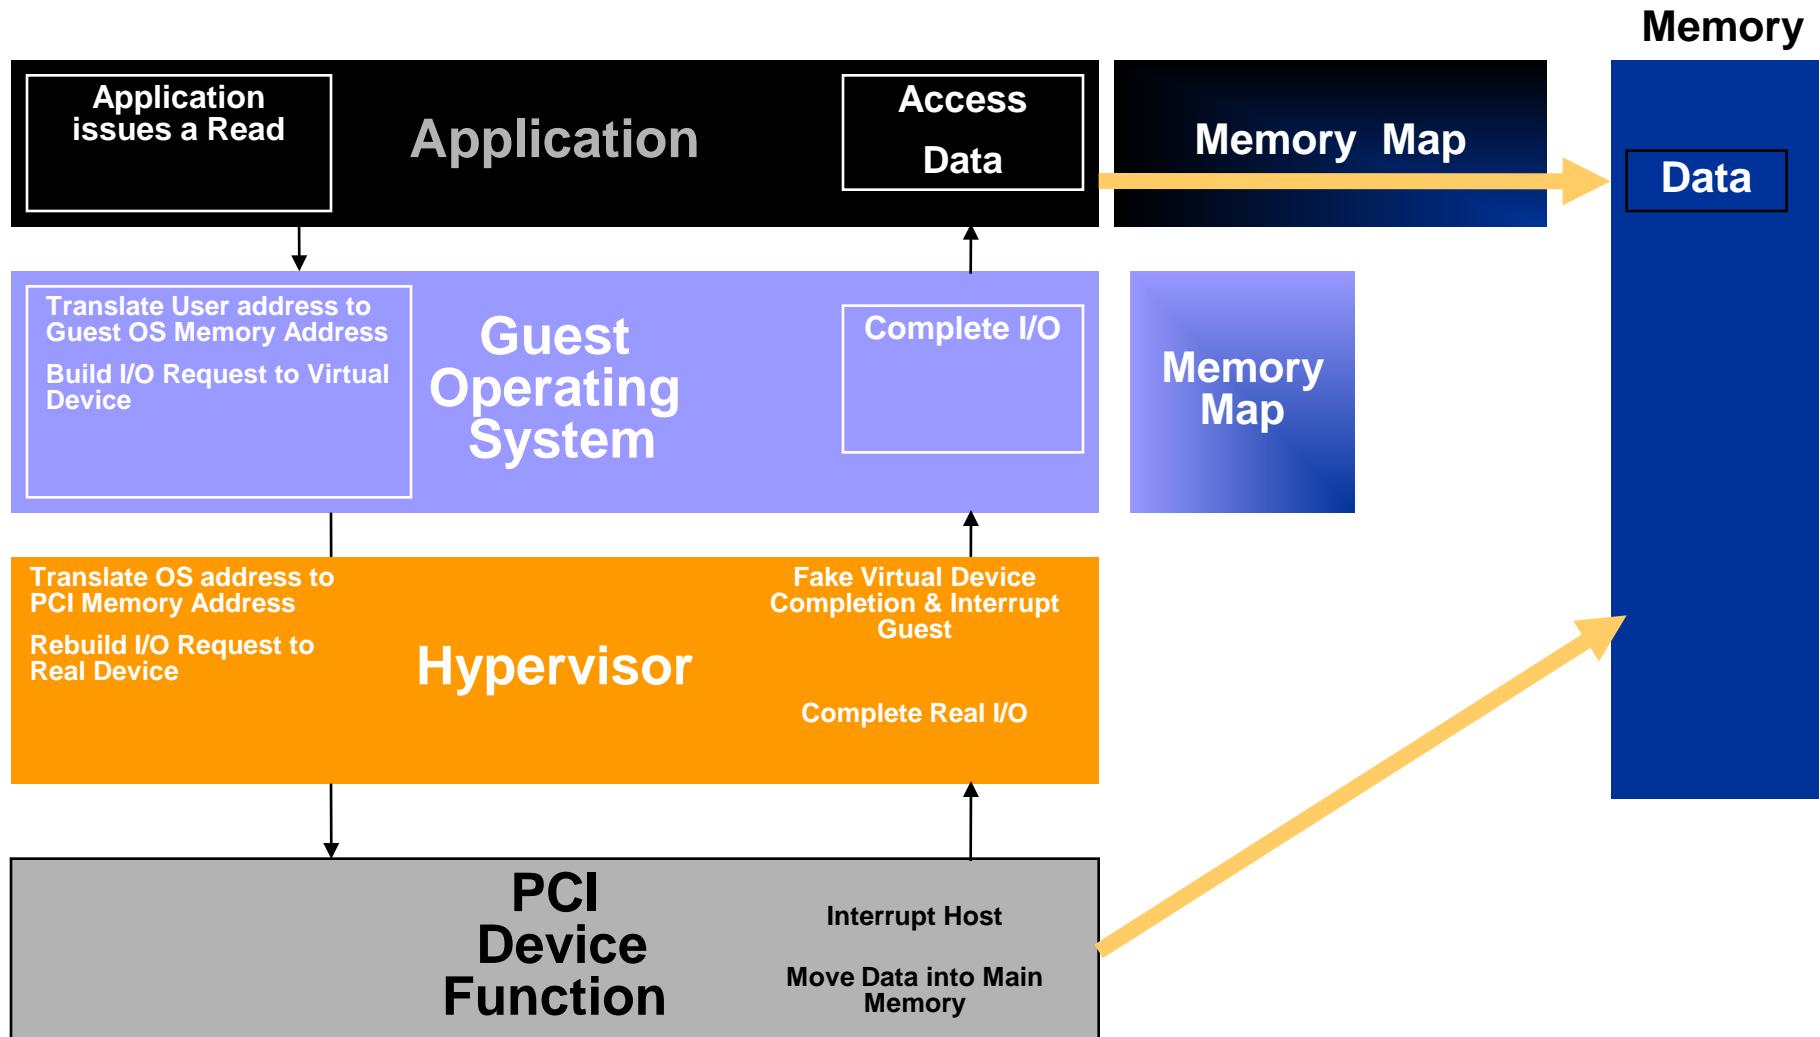 Memory
Application
issues a Read
Application
Access
Data
Memory Map
Data
Translate User address to
Guest OS Memory Address
Build I/O Request to Virtual
Device
Guest
Operating
System
Complete I/O
Memory
Map
Translate OS address to
PCI Memory Address
Rebuild I/O Request to
Real Device
Hypervisor
Fake Virtual Device
Completion & Interrupt
Guest
Complete Real I/O
PCI
Device
Function
Interrupt Host
Move Data into Main
Memory